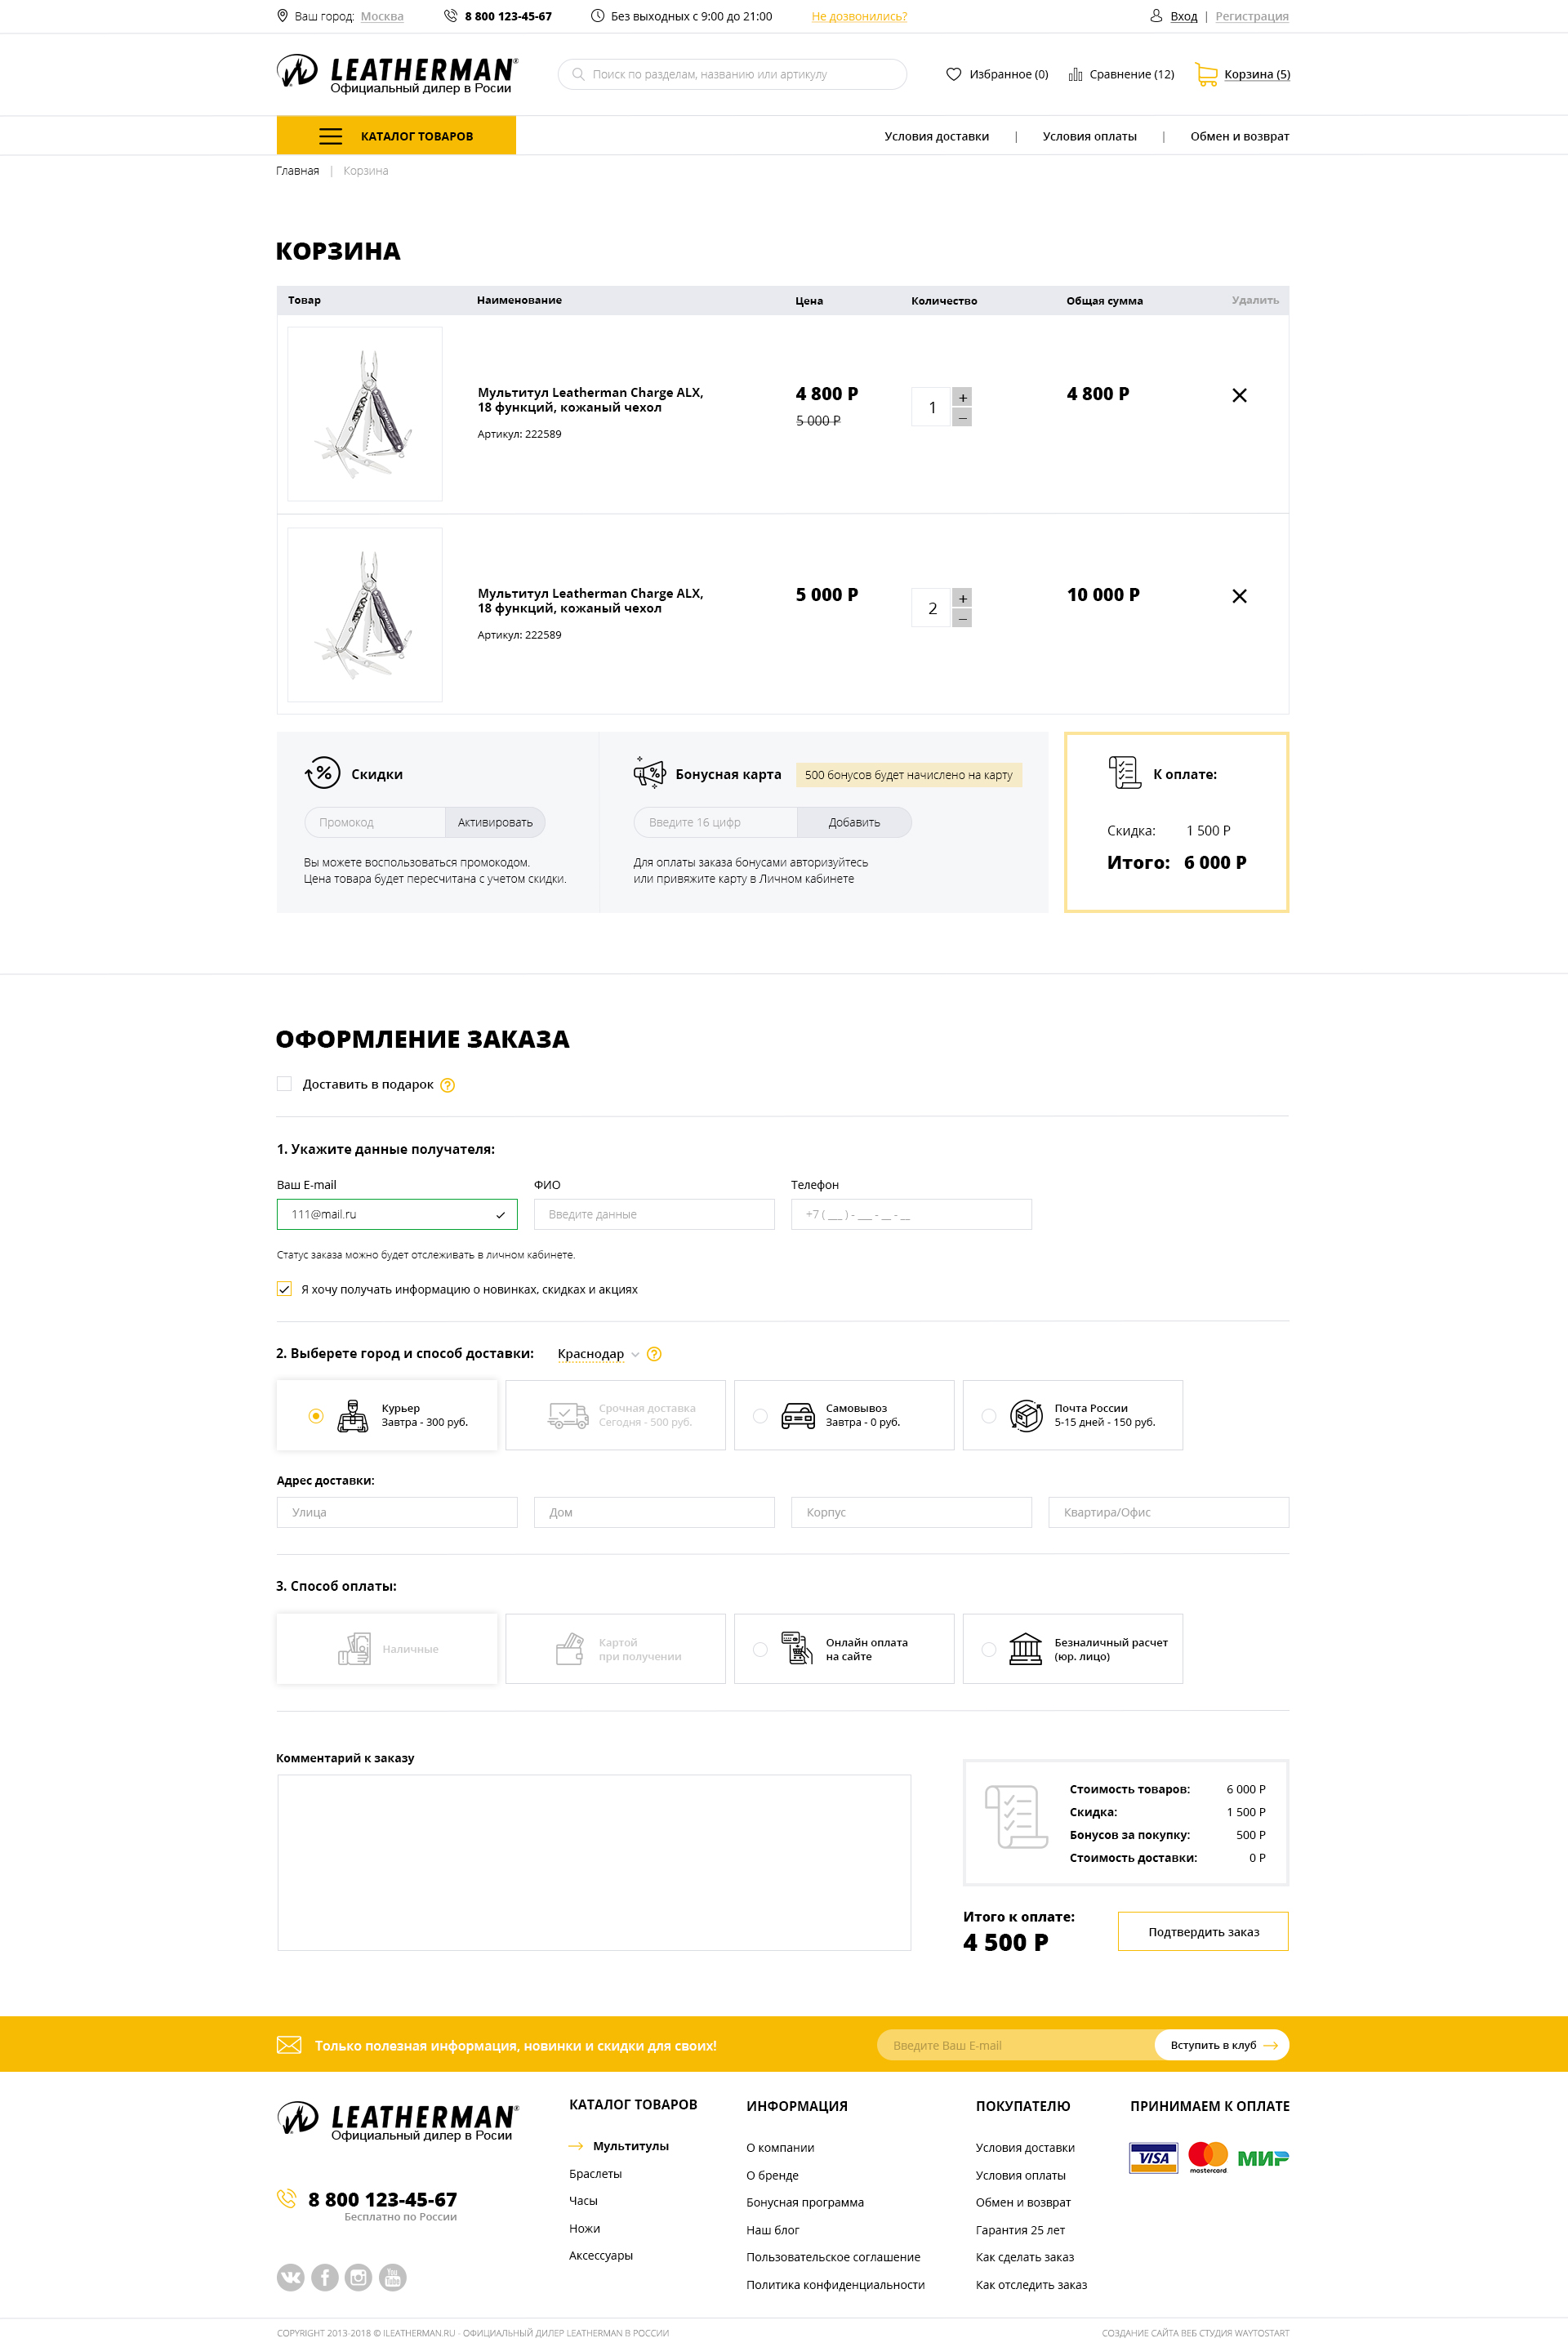 Ваш город: Москва
8 800 123-45-67
Без выходных с 9:00 до 21:00
Не дозвонились?
Вход | Регистрация
LEATHERMAN®
Официальный дилер в Росии
Поиск по разделам, названию или артикулу
Избранное (0)
Сравнение (12)
Корзина (5)
КАТАЛОГ ТОВАРОВ
Условия доставки | Условия оплаты | Обмен и возврат
Главная | Корзина
КОРЗИНА
Товар Наименование Цена Количество Общая сумма Удалить
Мультитул Leatherman Charge ALX,
18 функций, кожаный чехол
Артикул: 222589
4 800 Р
5 000 Р
1
+
–
4 800 Р
Мультитул Leatherman Charge ALX,
18 функций, кожаный чехол
Артикул: 222589
5 000 Р
2
+
–
10 000 Р
Скидки
Промокод
Активировать
Вы можете воспользоваться промокодом.
Цена товара будет пересчитана с учетом скидки.
Бонусная карта
500 бонусов будет начислено на карту
Введите 16 цифр
Добавить
Для оплаты заказа бонусами авторизуйтесь
или привяжите карту в Личном кабинете
К оплате:
Скидка: 1 500 Р
Итого: 6 000 Р
ОФОРМЛЕНИЕ ЗАКАЗА
Доставить в подарок ?
1. Укажите данные получателя:
Ваш E-mail
111@mail.ru
ФИО
Введите данные
Телефон
+7 ( ___ ) - ___ - __ - __
Статус заказа можно будет отслеживать в личном кабинете.
Я хочу получать информацию о новинках, скидках и акциях
2. Выберете город и способ доставки: Краснодар ?
Курьер
Завтра - 300 руб.
Срочная доставка
Сегодня - 500 руб.
Самовывоз
Завтра - 0 руб.
Почта России
5-15 дней - 150 руб.
Адрес доставки:
Улица
Дом
Корпус
Квартира/Офис
3. Способ оплаты:
Наличные
Картой
при получении
Онлайн оплата
на сайте
Безналичный расчет
(юр. лицо)
Комментарий к заказу
Стоимость товаров: 6 000 Р
Скидка: 1 500 Р
Бонусов за покупку: 500 Р
Стоимость доставки: 0 Р
Итого к оплате:
4 500 Р
Подтвердить заказ
Только полезная информация, новинки и скидки для своих!
Введите Ваш E-mail
Вступить в клуб
LEATHERMAN®
Официальный дилер в Росии
8 800 123-45-67
Бесплатно по России
You
Tube
КАТАЛОГ ТОВАРОВ
Мультитулы
Браслеты
Часы
Ножи
Аксессуары
ИНФОРМАЦИЯ
О компании
О бренде
Бонусная программа
Наш блог
Пользовательское соглашение
Политика конфиденциальности
ПОКУПАТЕЛЮ
Условия доставки
Условия оплаты
Обмен и возврат
Гарантия 25 лет
Как сделать заказ
Как отследить заказ
ПРИНИМАЕМ К ОПЛАТЕ
VISA
mastercard
МИР
COPYRIGHT 2013-2018 © ILEATHERMAN.RU - ОФИЦИАЛЬНЫЙ ДИЛЕР LEATHERMAN В РОССИИ
СОЗДАНИЕ САЙТА ВЕБ СТУДИЯ WAYTOSTART